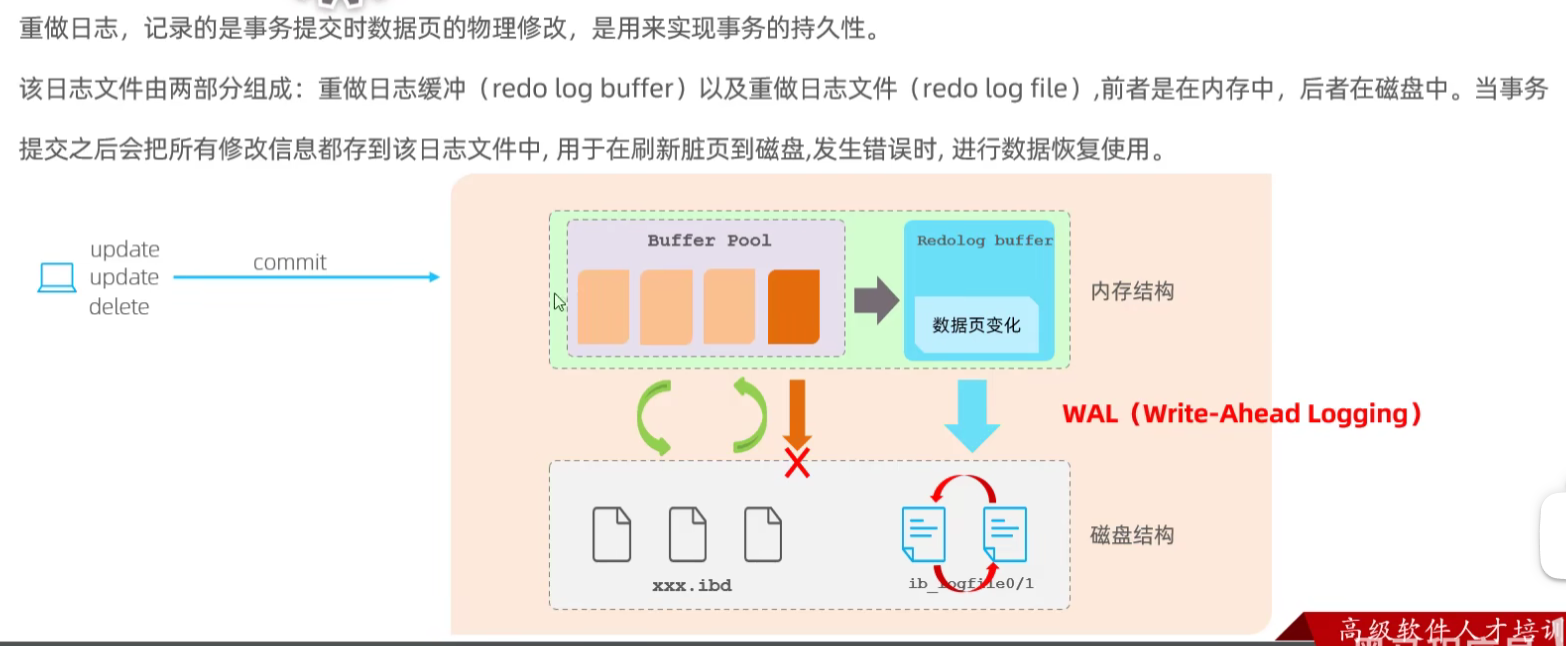 重做日志，记录的是事务提交时数据页的物理修改，是用来实现事务的持久性。
该日志文件由两部分组成：重做日志缓冲（redo log buffer）以及重做日志文件（redo log file）,前者是在内存中，后者在磁盘中。当事务
提交之后会把所有修改信息都存到该日志文件中, 用于在刷新脏页到磁盘,发生错误时, 进行数据恢复使用。
update
update
delete
commit
Buffer Pool
Redolog buffer
数据页变化
内存结构
WAL（Write-Ahead Logging）
xxx.ibd
ib_logfile0/1
磁盘结构
高级软件人才培训